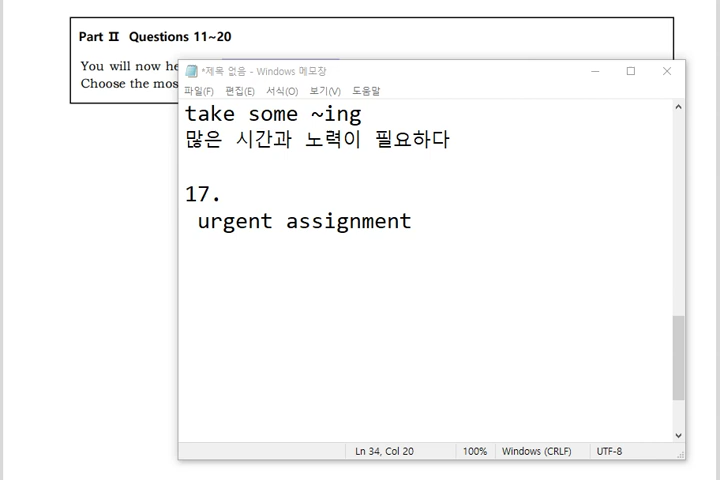 Part Ⅱ Questions 11~20
You will now he
Choose the mos
*제목 없음 - Windows 메모장
파일(F) 편집(E) 서식(O) 보기(V) 도움말
take some ~ing
많은 시간과 노력이 필요하다
17.
urgent assignment
Ln 34, Col 20 100% Windows (CRLF) UTF-8